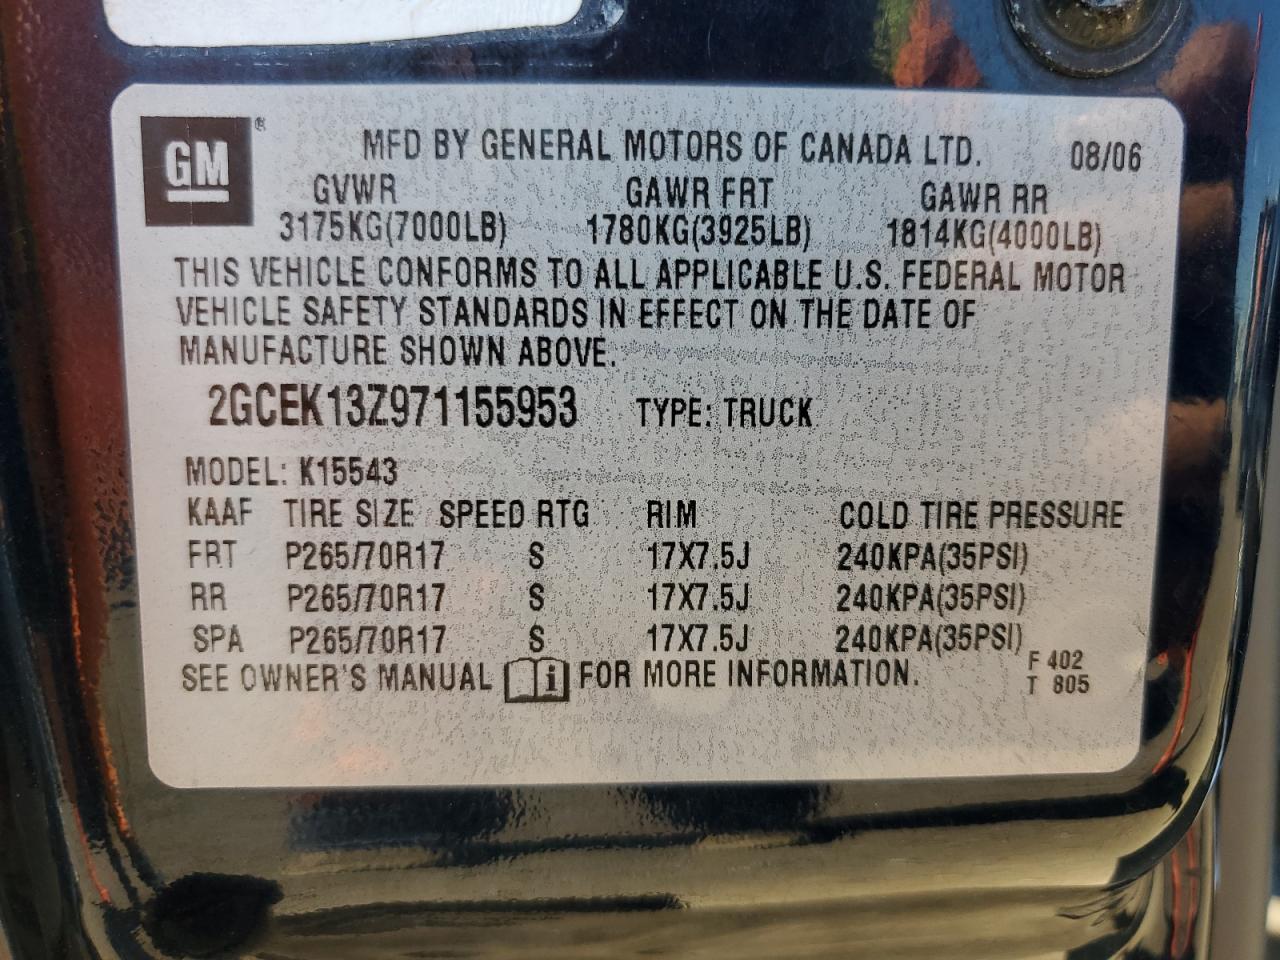 GM®
MFD BY GENERAL MOTORS OF CANADA LTD. 08/06
GVWR GAWR FRT GAWR RR
3175KG(7000LB) 1780KG(3925LB) 1814KG(4000LB)
THIS VEHICLE CONFORMS TO ALL APPLICABLE U.S. FEDERAL MOTOR
VEHICLE SAFETY STANDARDS IN EFFECT ON THE DATE OF
MANUFACTURE SHOWN ABOVE.
2GCEK13Z971155953 TYPE: TRUCK
MODEL: K15543
KAAF TIRE SIZE SPEED RTG RIM COLD TIRE PRESSURE
FRT P265/70R17 S 17X7.5J 240KPA(35PSI)
RR P265/70R17 S 17X7.5J 240KPA(35PSI)
SPA P265/70R17 S 17X7.5J 240KPA(35PSI)
SEE OWNER'S MANUAL i FOR MORE INFORMATION.
F 402
T 805